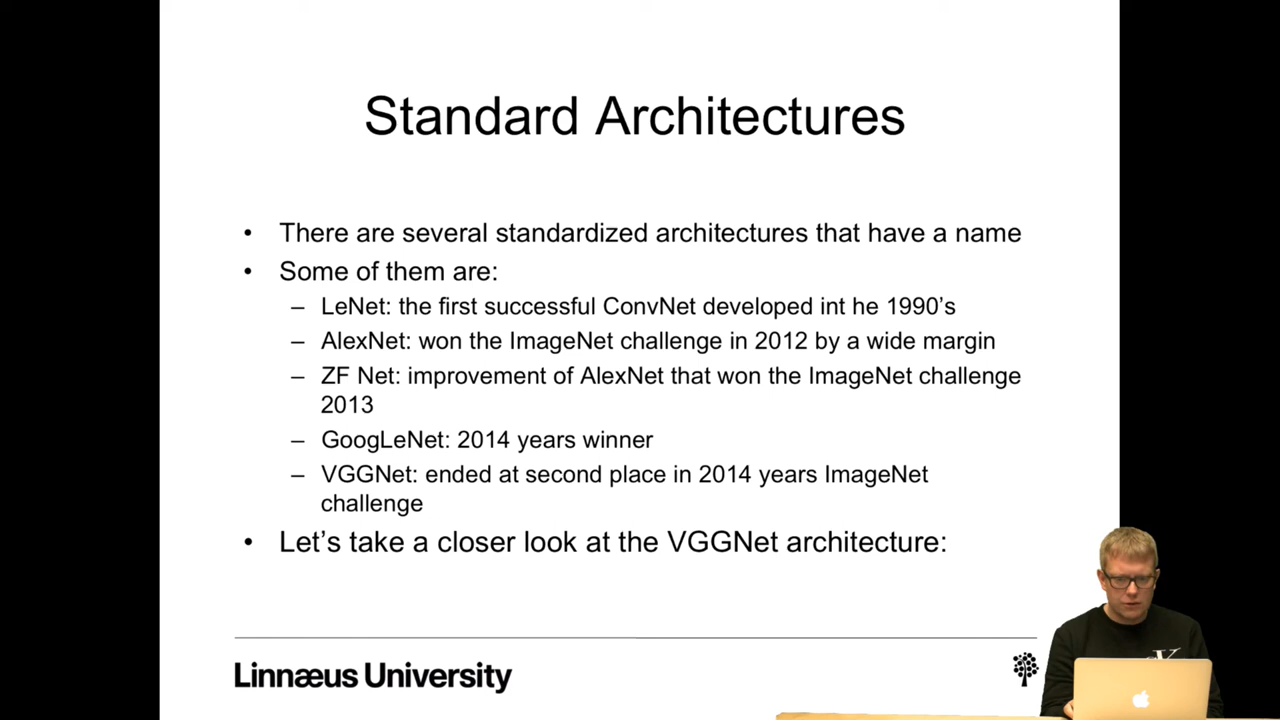 Standard Architectures
• There are several standardized architectures that have a name
• Some of them are:
– LeNet: the first successful ConvNet developed int he 1990's
– AlexNet: won the ImageNet challenge in 2012 by a wide margin
– ZF Net: improvement of AlexNet that won the ImageNet challenge
2013
– GoogLeNet: 2014 years winner
– VGGNet: ended at second place in 2014 years ImageNet
challenge
• Let's take a closer look at the VGGNet architecture:
Linnæus University